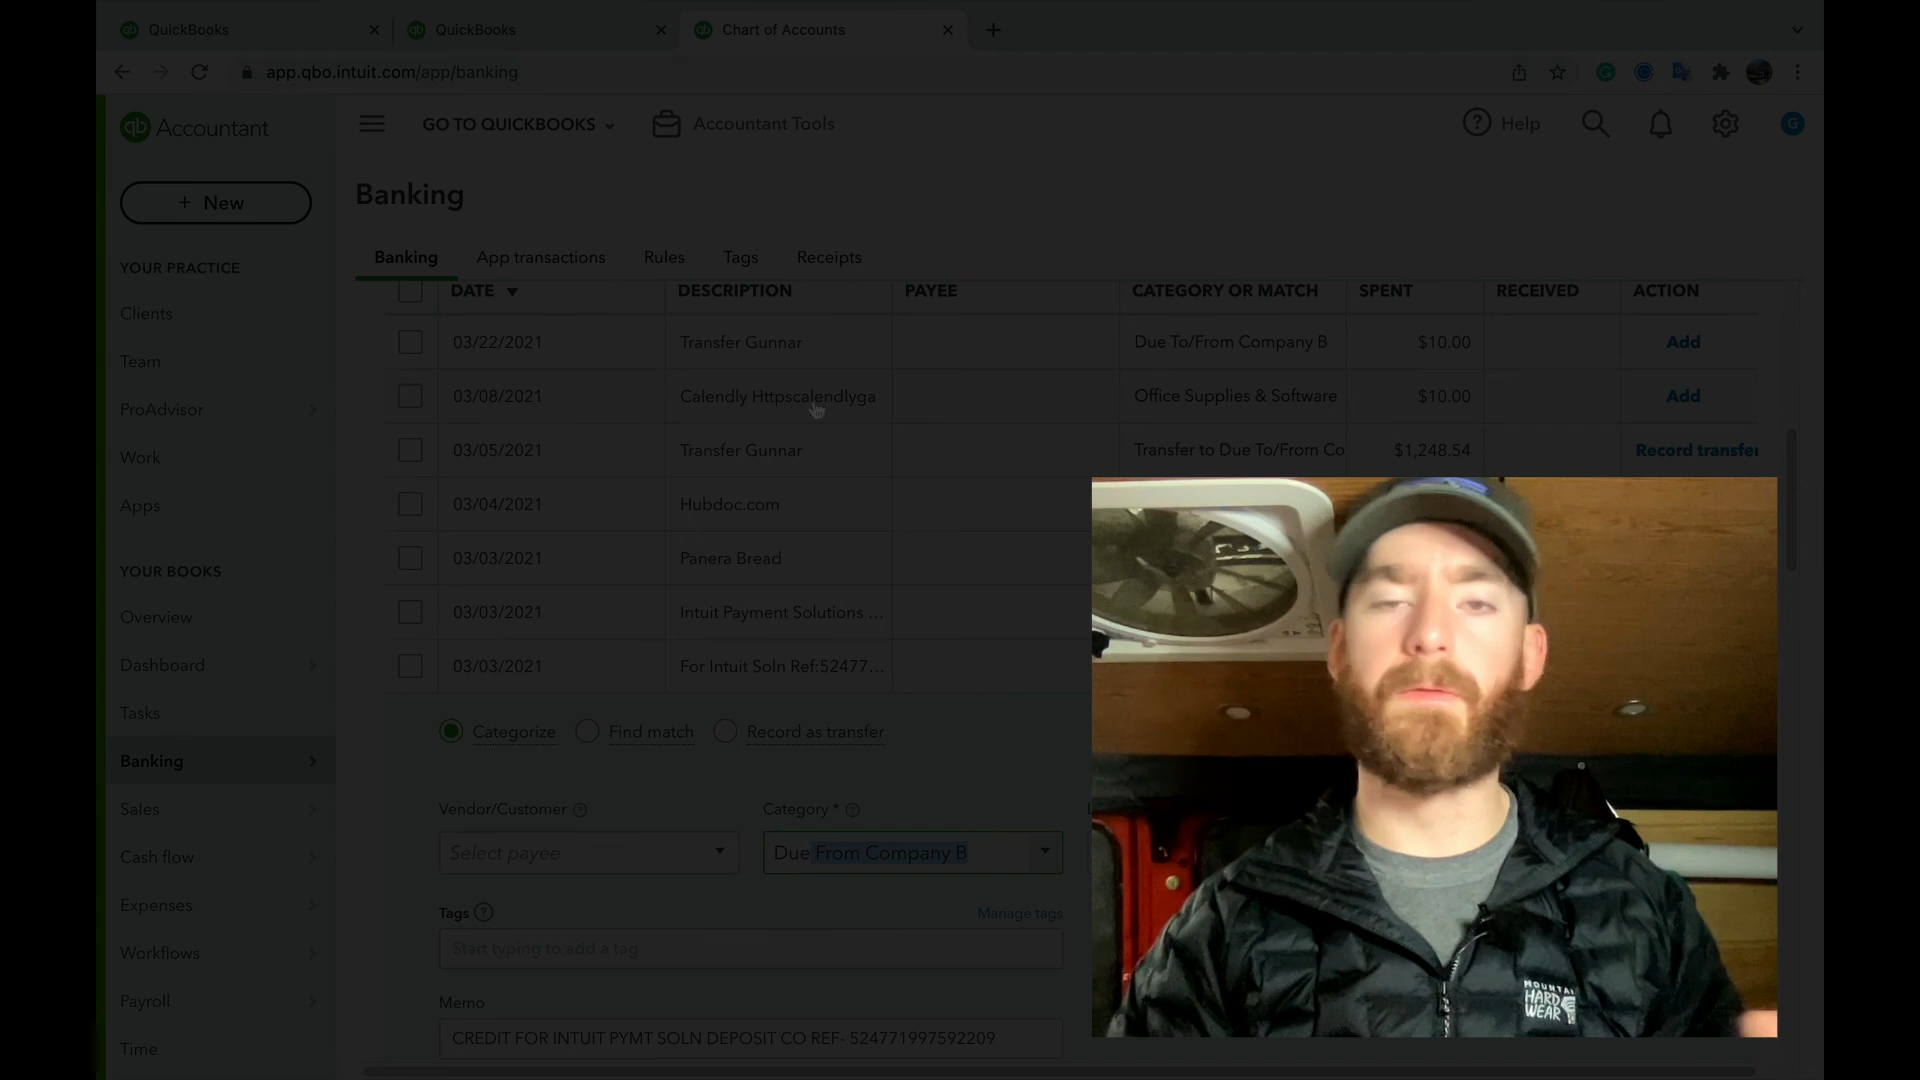 QuickBooks
QuickBooks
Chart of Accounts
app.qbo.intuit.com/app/banking
qb Accountant
GO TO QUICKBOOKS
Accountant Tools
Help
G
+ New
Banking
YOUR PRACTICE
Banking
App transactions
Rules
Tags
Receipts
Clients
Team
ProAdvisor
Work
Apps
YOUR BOOKS
Overview
Dashboard
Tasks
Banking
Sales
Cash flow
Expenses
Workflows
Payroll
Time
DATE DESCRIPTION PAYEE CATEGORY OR MATCH SPENT RECEIVED ACTION
03/22/2021 Transfer Gunnar Due To/From Company B $10.00 Add
03/08/2021 Calendly Httpscalendlyga Office Supplies & Software $10.00 Add
03/05/2021 Transfer Gunnar Transfer to Due To/From Co $1,248.54 Record transfer
03/04/2021 Hubdoc.com
03/03/2021 Panera Bread
03/03/2021 Intuit Payment Solutions ...
03/03/2021 For Intuit Soln Ref:52477...
Categorize Find match Record as transfer
Vendor/Customer Category *
Select payee Due From Company B
Tags Manage tags
Start typing to add a tag
Memo
CREDIT FOR INTUIT PYMT SOLN DEPOSIT CO REF- 524771997592209
MOUNTAI
HARD
WEAR